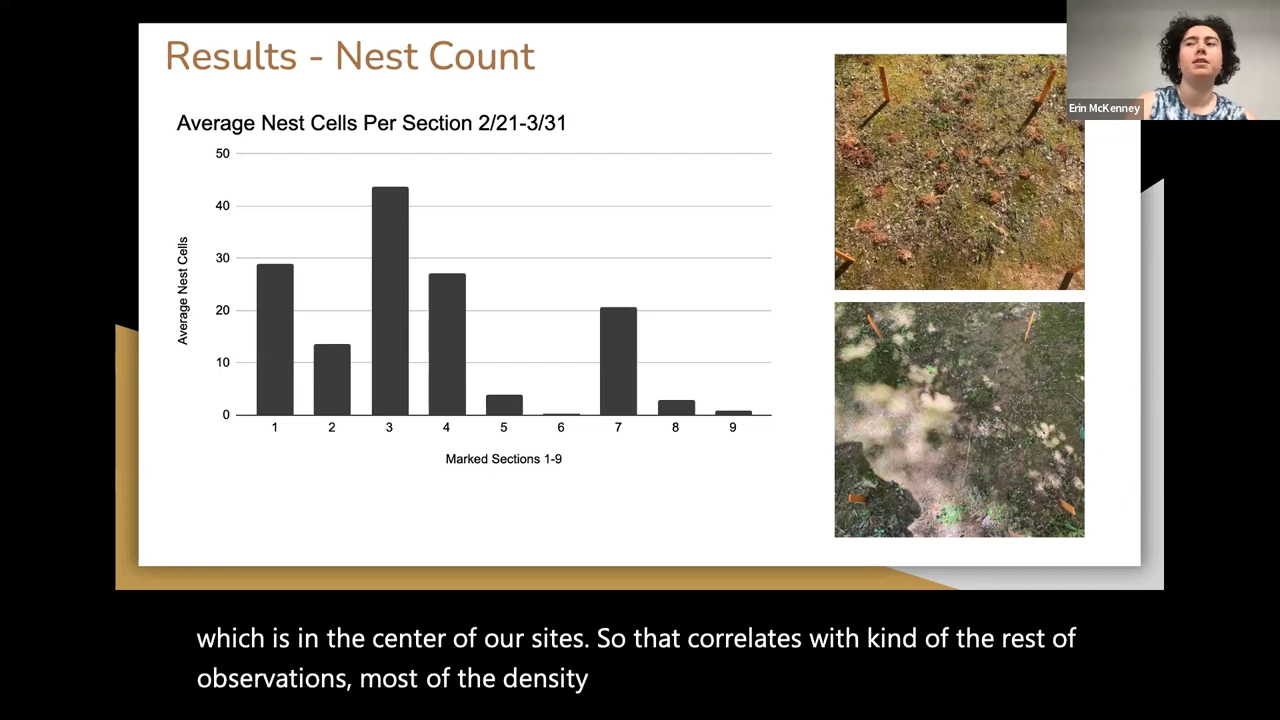 Results - Nest Count
Erin McKenney
Average Nest Cells Per Section 2/21-3/31
50
40
30
20
10
0
Average Nest Cells
1 2 3 4 5 6 7 8 9
Marked Sections 1-9
which is in the center of our sites. So that correlates with kind of the rest of
observations, most of the density